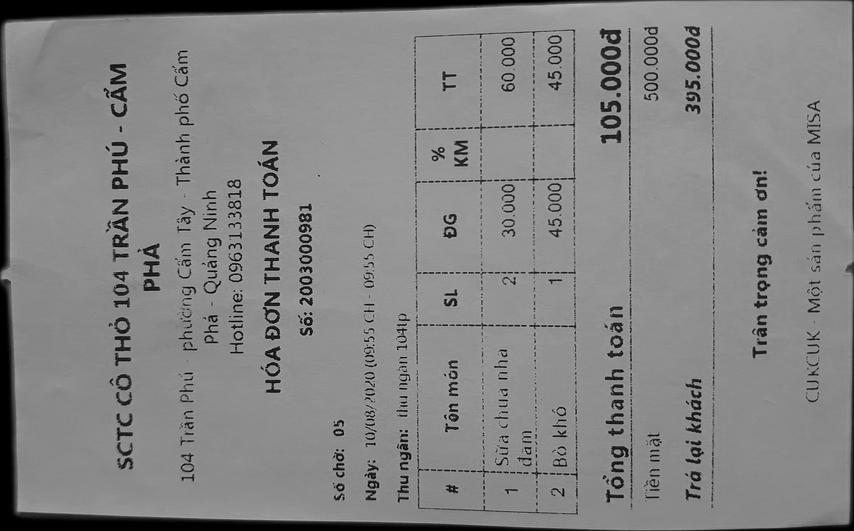 SCTC CÔ THỎ 104 TRẦN PHÚ - CẨM
PHẢ
104 Trần Phú - phường Cẩm Tây - Thành phố Cẩm
Phả - Quảng Ninh
Hotline: 0963133818
HÓA ĐƠN THANH TOÁN
Số: 2003000981
Số chờ: 05
Ngày: 10/08/2020 (09:55 CH - 09:55 CH)
Thu ngân: thu ngân 104tp
# Tên món SL ĐG % KM TT
1 Sữa chua nha đam 2 30.000 60.000
2 Bò khô 1 45.000 45.000
Tổng thanh toán 105.000đ
Tiền mặt 500.000đ
Trả lại khách 395.000đ
Trân trọng cảm ơn!
CUKCUK - Một sản phẩm của MISA